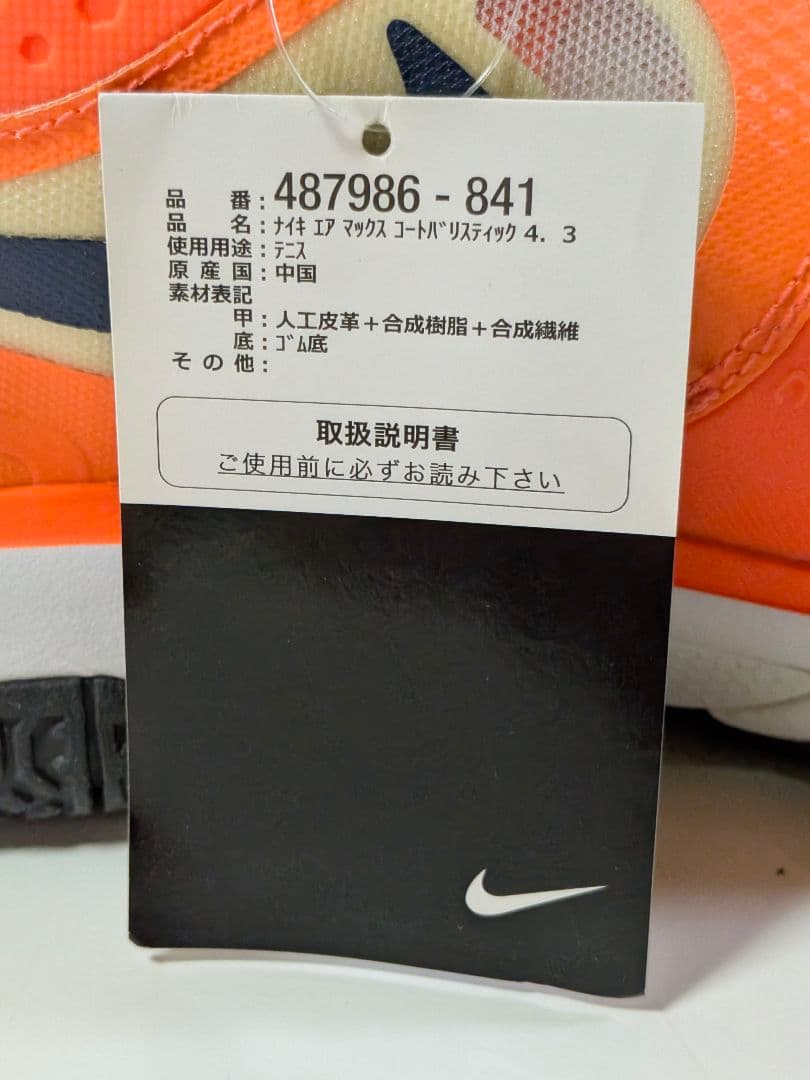 品 番：487986 - 841
品 名：ﾅｲｷ ｴｱ ﾏｯｸｽ ｺｰﾄﾊﾞﾘｽﾃｨｯｸ 4．3
使用用途：ﾃﾆｽ
原 産 国：中国
素材表記
甲：人工皮革＋合成樹脂＋合成繊維
底：ｺﾞﾑ底
そ の 他：
取扱説明書
ご使用前に必ずお読み下さい